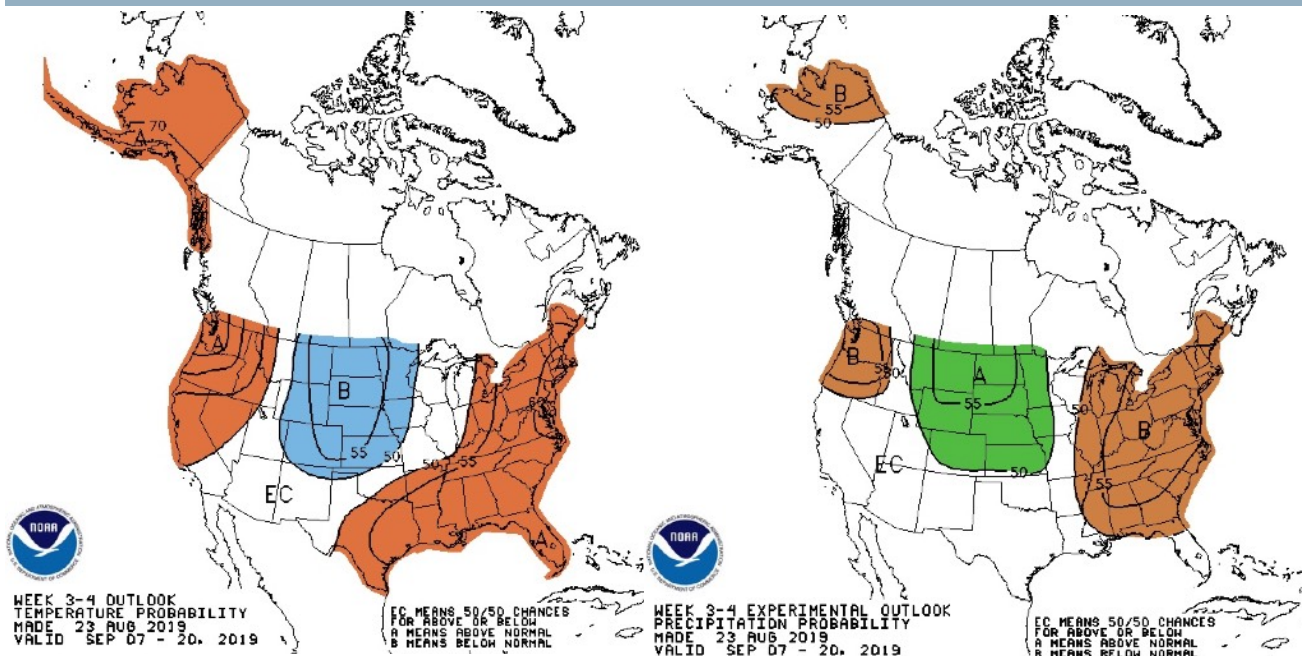 70
A
A
B
55
50
50
55
EC
A
NOAA
WEEK 3-4 OUTLOOK
TEMPERATURE PROBABILITY
MADE 23 AUG 2019
VALID SEP 07 - 20, 2019
EC MEANS 50/50 CHANCES
FOR ABOVE OR BELOW
A MEANS ABOVE NORMAL
B MEANS BELOW NORMAL
B
55
50
B
A
55
50
50
B
55
EC
NOAA
WEEK 3-4 EXPERIMENTAL OUTLOOK
PRECIPITATION PROBABILITY
MADE 23 AUG 2019
VALID SEP 07 - 20, 2019
EC MEANS 50/50 CHANCES
FOR ABOVE OR BELOW
A MEANS ABOVE NORMAL
B MEANS BELOW NORMAL